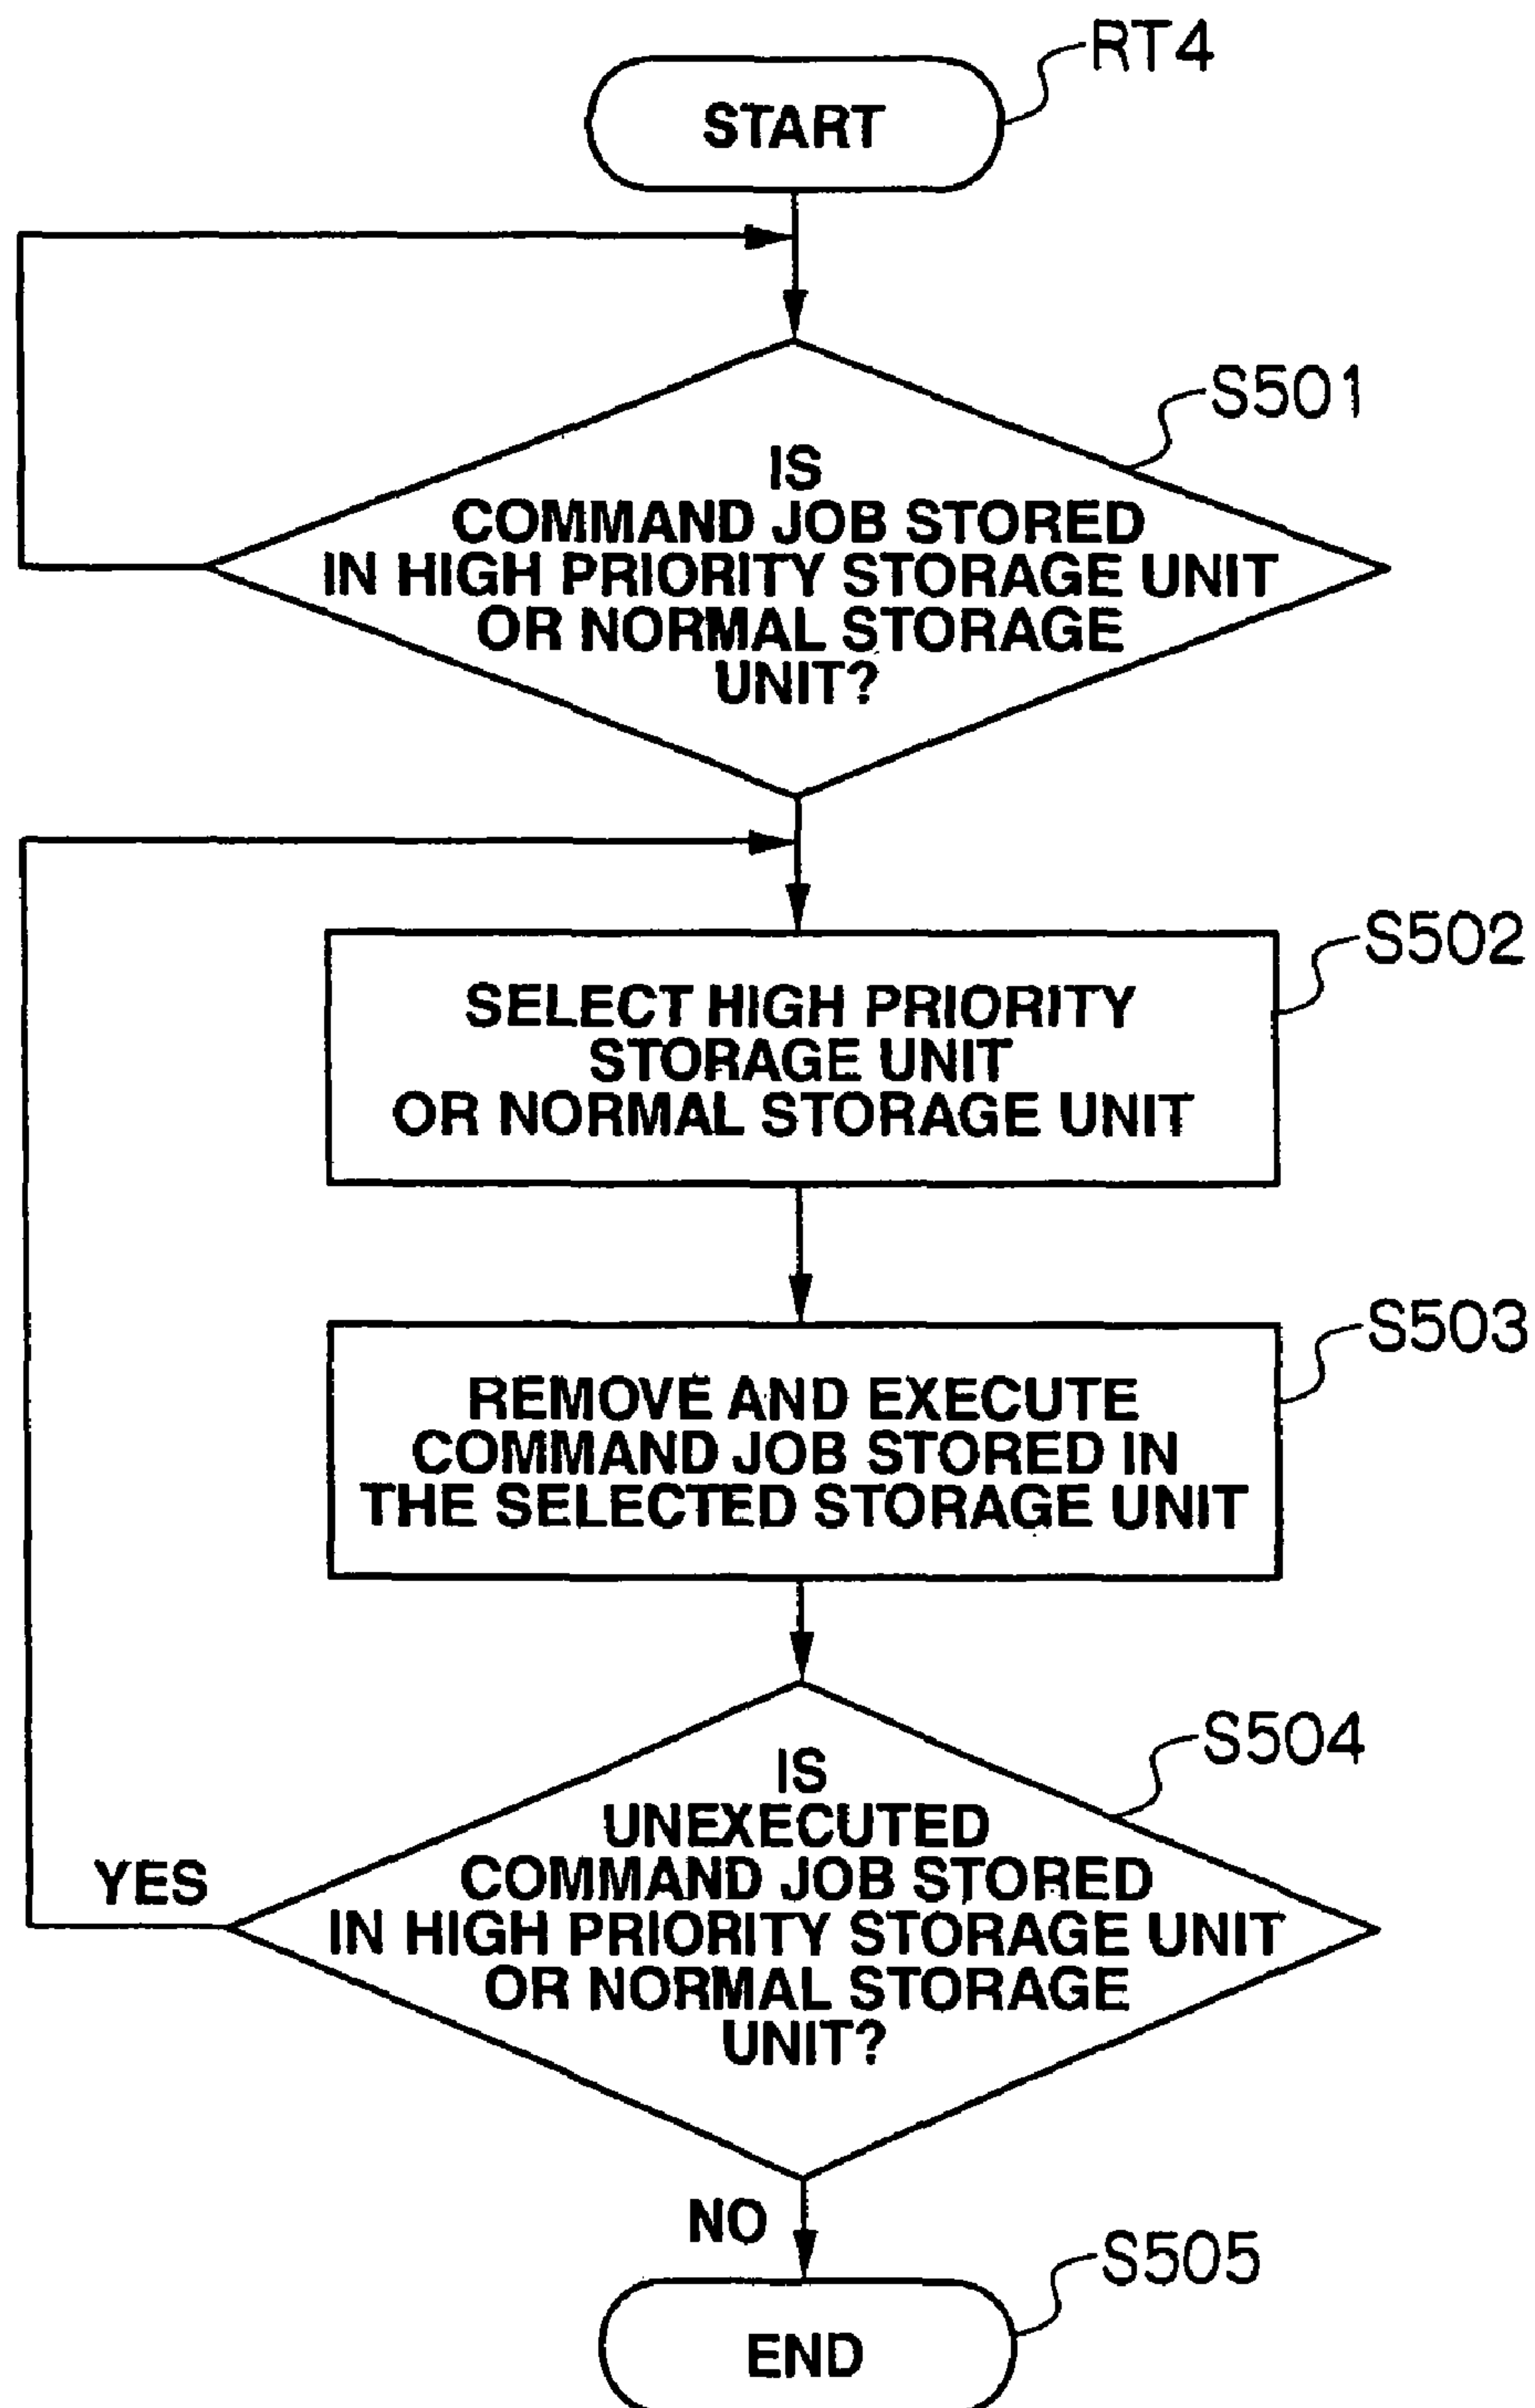 RT4
START
S501
IS
COMMAND JOB STORED
IN HIGH PRIORITY STORAGE UNIT
OR NORMAL STORAGE
UNIT?
S502
SELECT HIGH PRIORITY
STORAGE UNIT
OR NORMAL STORAGE UNIT
S503
REMOVE AND EXECUTE
COMMAND JOB STORED IN
THE SELECTED STORAGE UNIT
S504
IS
UNEXECUTED
COMMAND JOB STORED
IN HIGH PRIORITY STORAGE UNIT
OR NORMAL STORAGE
UNIT?
YES
NO
S505
END